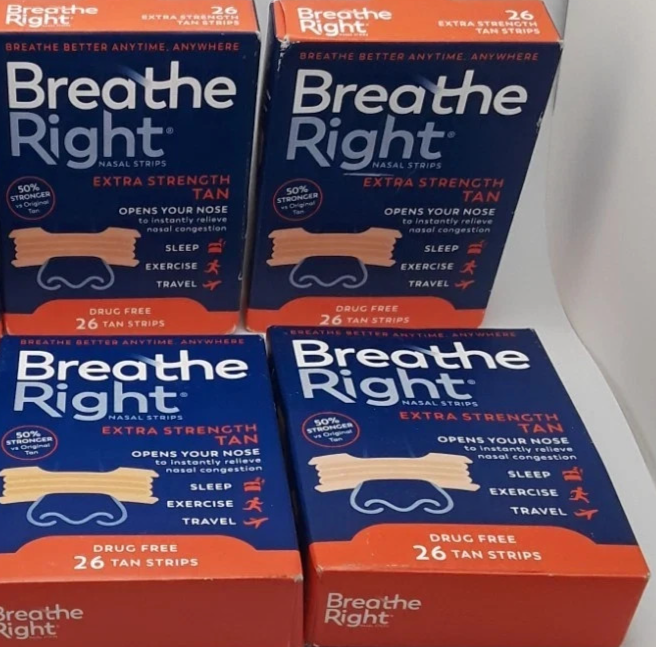 Breathe
Right
26
EXTRA STRENGTH
TAN STRIPS
BREATHE BETTER ANYTIME, ANYWHERE
Breathe
Right®
NASAL STRIPS
EXTRA STRENGTH
TAN
50%
STRONGER
vs Original
Tan
OPENS YOUR NOSE
to instantly relieve
nasal congestion
SLEEP
EXERCISE
TRAVEL
DRUG FREE
26 TAN STRIPS
Breathe
Right
26
EXTRA STRENGTH
TAN STRIPS
BREATHE BETTER ANYTIME, ANYWHERE
Breathe
Right®
NASAL STRIPS
EXTRA STRENGTH
TAN
50%
STRONGER
vs Original
Tan
OPENS YOUR NOSE
to instantly relieve
nasal congestion
SLEEP
EXERCISE
TRAVEL
DRUG FREE
26 TAN STRIPS
BREATHE BETTER ANYTIME, ANYWHERE
Breathe
Right®
NASAL STRIPS
EXTRA STRENGTH
TAN
50%
STRONGER
vs Original
Tan
OPENS YOUR NOSE
to instantly relieve
nasal congestion
SLEEP
EXERCISE
TRAVEL
DRUG FREE
26 TAN STRIPS
Breathe
Right
BREATHE BETTER ANYTIME, ANYWHERE
Breathe
Right®
NASAL STRIPS
EXTRA STRENGTH
TAN
50%
STRONGER
vs Original
Tan
OPENS YOUR NOSE
to instantly relieve
nasal congestion
SLEEP
EXERCISE
TRAVEL
DRUG FREE
26 TAN STRIPS
Breathe
Right